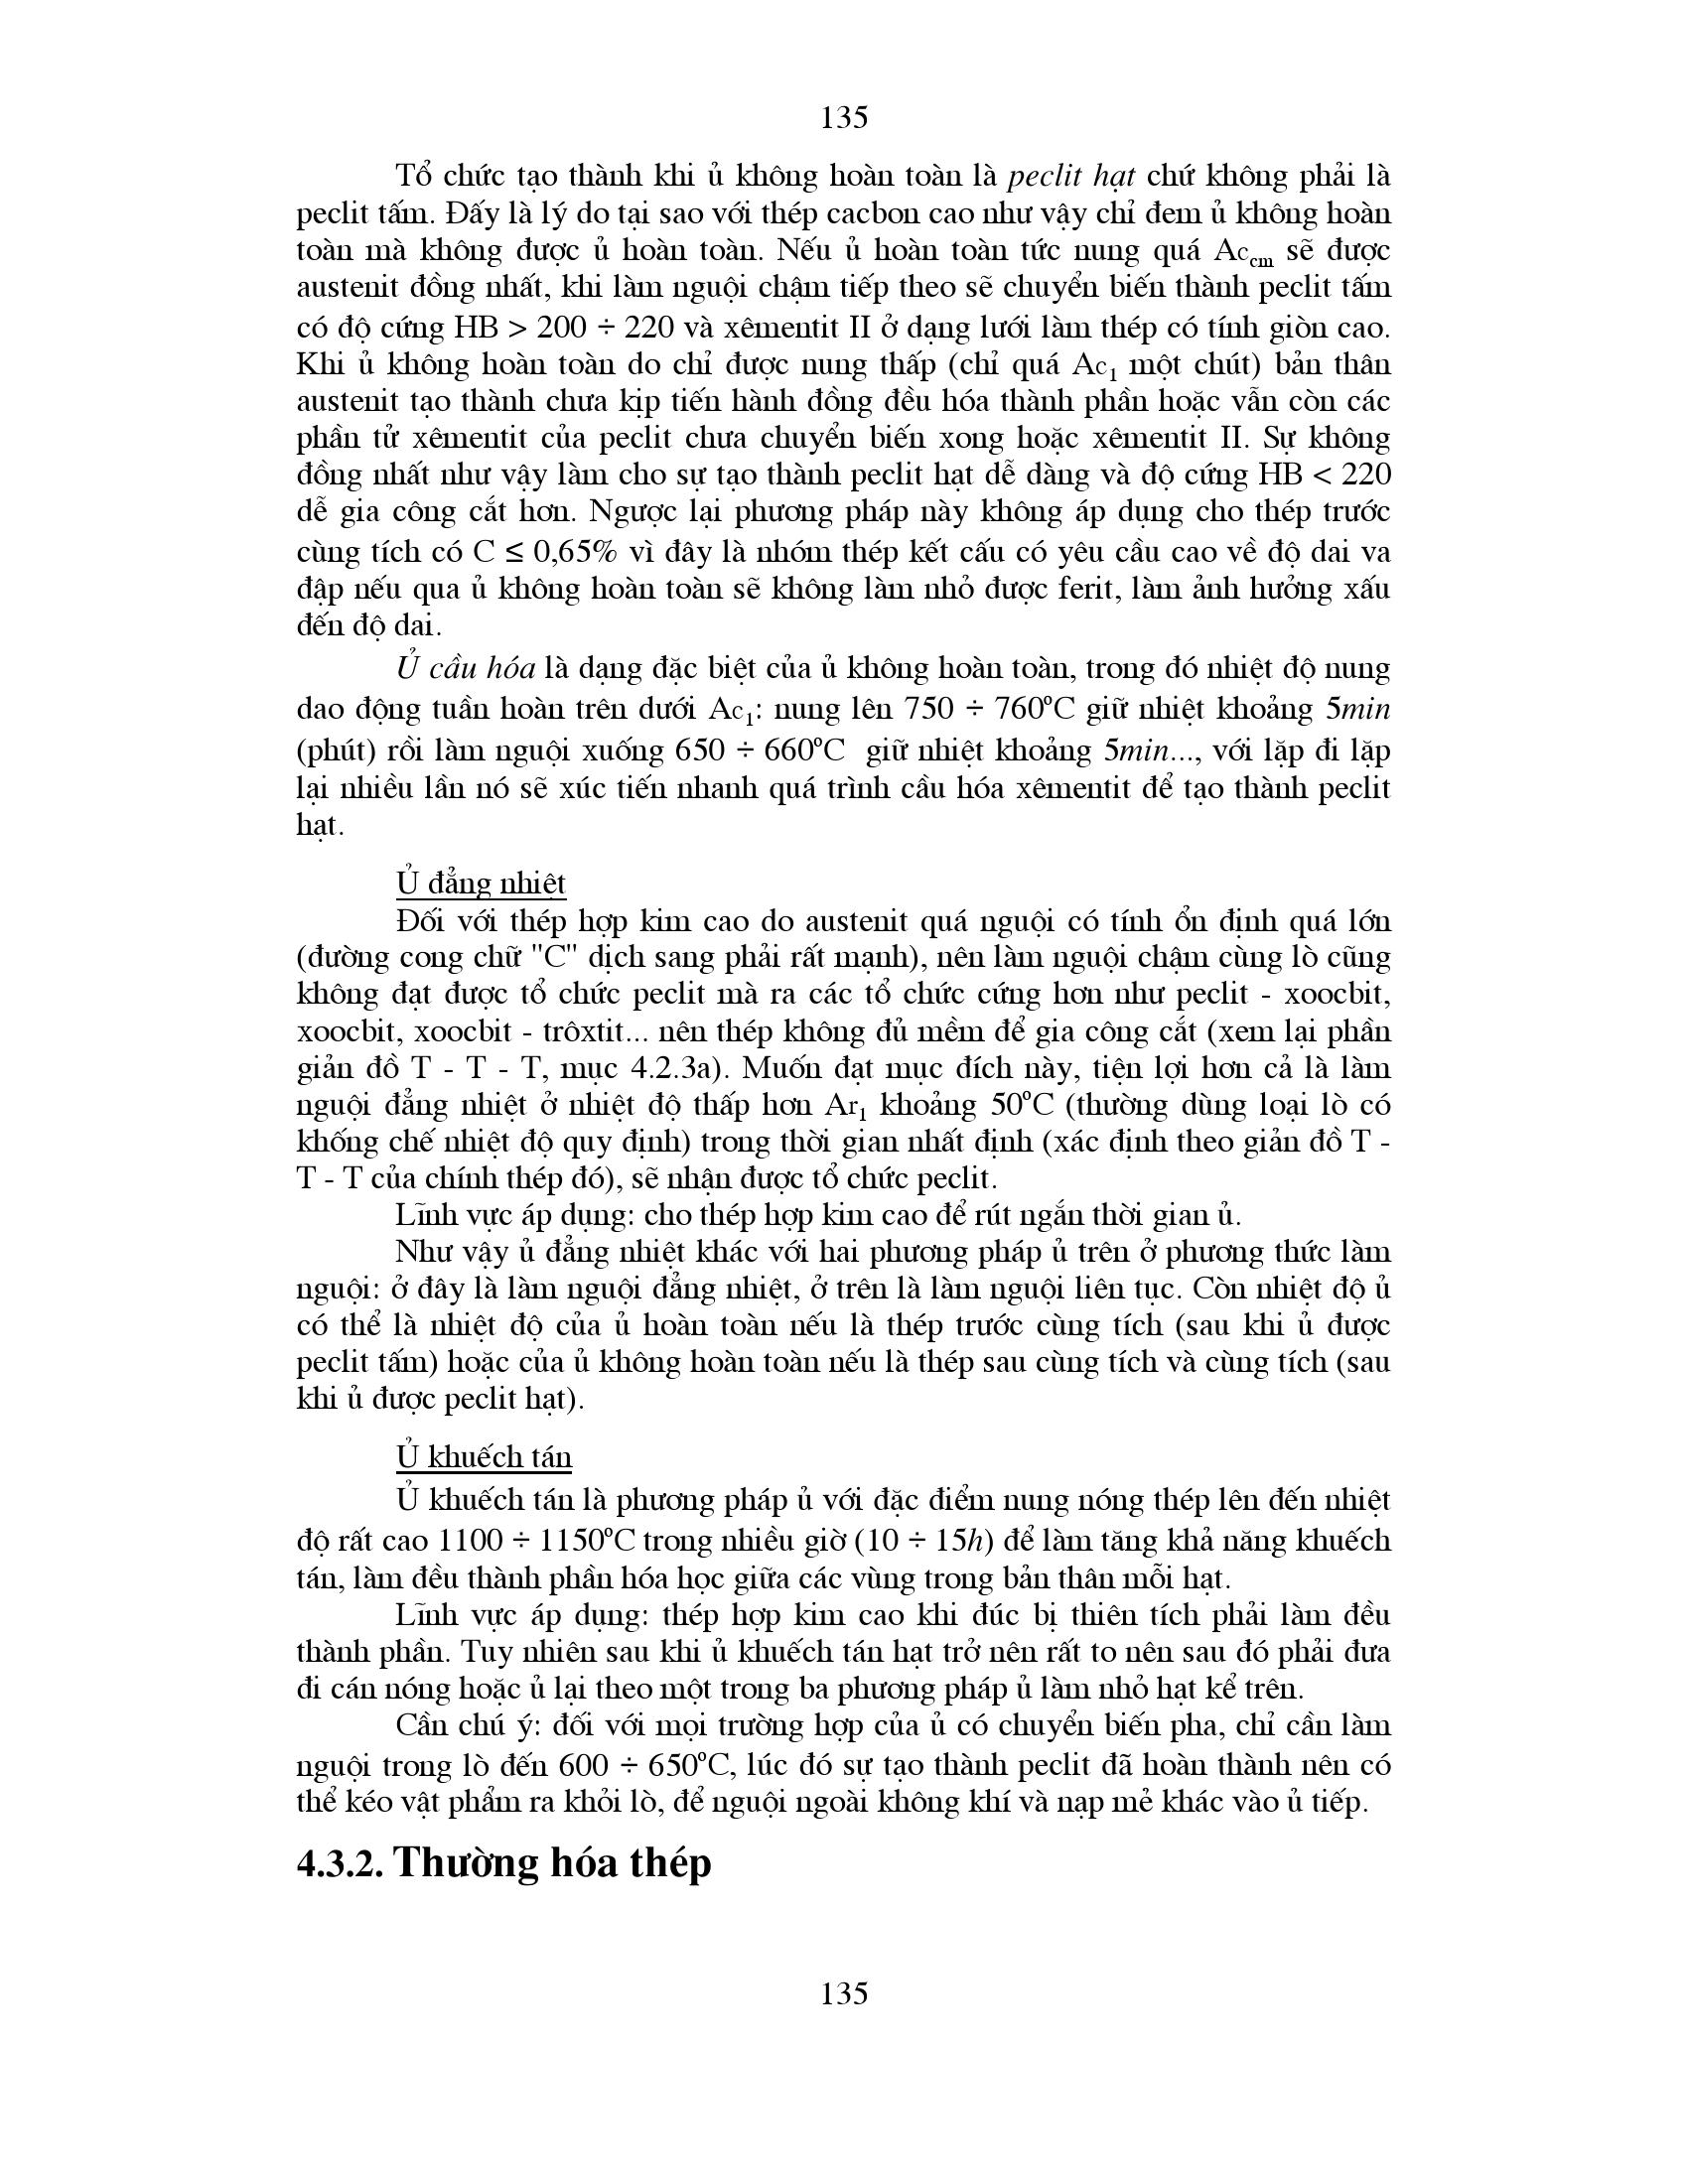 135
Tổ chức tạo thành khi ủ không hoàn toàn là peclit hạt chứ không phải là
peclit tấm. Đấy là lý do tại sao với thép cacbon cao như vậy chỉ đem ủ không hoàn
toàn mà không được ủ hoàn toàn. Nếu ủ hoàn toàn tức nung quá Accm sẽ được
austenit đồng nhất, khi làm nguội chậm tiếp theo sẽ chuyển biến thành peclit tấm
có độ cứng HB > 200 ÷ 220 và xêmentit II ở dạng lưới làm thép có tính giòn cao.
Khi ủ không hoàn toàn do chỉ được nung thấp (chỉ quá Ac1 một chút) bản thân
austenit tạo thành chưa kịp tiến hành đồng đều hóa thành phần hoặc vẫn còn các
phần tử xêmentit của peclit chưa chuyển biến xong hoặc xêmentit II. Sự không
đồng nhất như vậy làm cho sự tạo thành peclit hạt dễ dàng và độ cứng HB < 220
dễ gia công cắt hơn. Ngược lại phương pháp này không áp dụng cho thép trước
cùng tích có C ≤ 0,65% vì đây là nhóm thép kết cấu có yêu cầu cao về độ dai va
đập nếu qua ủ không hoàn toàn sẽ không làm nhỏ được ferit, làm ảnh hưởng xấu
đến độ dai.
Ủ cầu hóa là dạng đặc biệt của ủ không hoàn toàn, trong đó nhiệt độ nung
dao động tuần hoàn trên dưới Ac1: nung lên 750 ÷ 760ºC giữ nhiệt khoảng 5min
(phút) rồi làm nguội xuống 650 ÷ 660ºC giữ nhiệt khoảng 5min..., với lặp đi lặp
lại nhiều lần nó sẽ xúc tiến nhanh quá trình cầu hóa xêmentit để tạo thành peclit
hạt.
Ủ đẳng nhiệt
Đối với thép hợp kim cao do austenit quá nguội có tính ổn định quá lớn
(đường cong chữ "C" dịch sang phải rất mạnh), nên làm nguội chậm cùng lò cũng
không đạt được tổ chức peclit mà ra các tổ chức cứng hơn như peclit - xoocbit,
xoocbit, xoocbit - trôxtit... nên thép không đủ mềm để gia công cắt (xem lại phần
giản đồ T - T - T, mục 4.2.3a). Muốn đạt mục đích này, tiện lợi hơn cả là làm
nguội đẳng nhiệt ở nhiệt độ thấp hơn Ar1 khoảng 50ºC (thường dùng loại lò có
khống chế nhiệt độ quy định) trong thời gian nhất định (xác định theo giản đồ T -
T - T của chính thép đó), sẽ nhận được tổ chức peclit.
Lĩnh vực áp dụng: cho thép hợp kim cao để rút ngắn thời gian ủ.
Như vậy ủ đẳng nhiệt khác với hai phương pháp ủ trên ở phương thức làm
nguội: ở đây là làm nguội đẳng nhiệt, ở trên là làm nguội liên tục. Còn nhiệt độ ủ
có thể là nhiệt độ của ủ hoàn toàn nếu là thép trước cùng tích (sau khi ủ được
peclit tấm) hoặc của ủ không hoàn toàn nếu là thép sau cùng tích và cùng tích (sau
khi ủ được peclit hạt).
Ủ khuếch tán
Ủ khuếch tán là phương pháp ủ với đặc điểm nung nóng thép lên đến nhiệt
độ rất cao 1100 ÷ 1150ºC trong nhiều giờ (10 ÷ 15h) để làm tăng khả năng khuếch
tán, làm đều thành phần hóa học giữa các vùng trong bản thân mỗi hạt.
Lĩnh vực áp dụng: thép hợp kim cao khi đúc bị thiên tích phải làm đều
thành phần. Tuy nhiên sau khi ủ khuếch tán hạt trở nên rất to nên sau đó phải đưa
đi cán nóng hoặc ủ lại theo một trong ba phương pháp ủ làm nhỏ hạt kể trên.
Cần chú ý: đối với mọi trường hợp của ủ có chuyển biến pha, chỉ cần làm
nguội trong lò đến 600 ÷ 650ºC, lúc đó sự tạo thành peclit đã hoàn thành nên có
thể kéo vật phẩm ra khỏi lò, để nguội ngoài không khí và nạp mẻ khác vào ủ tiếp.
4.3.2. Thường hóa thép
135